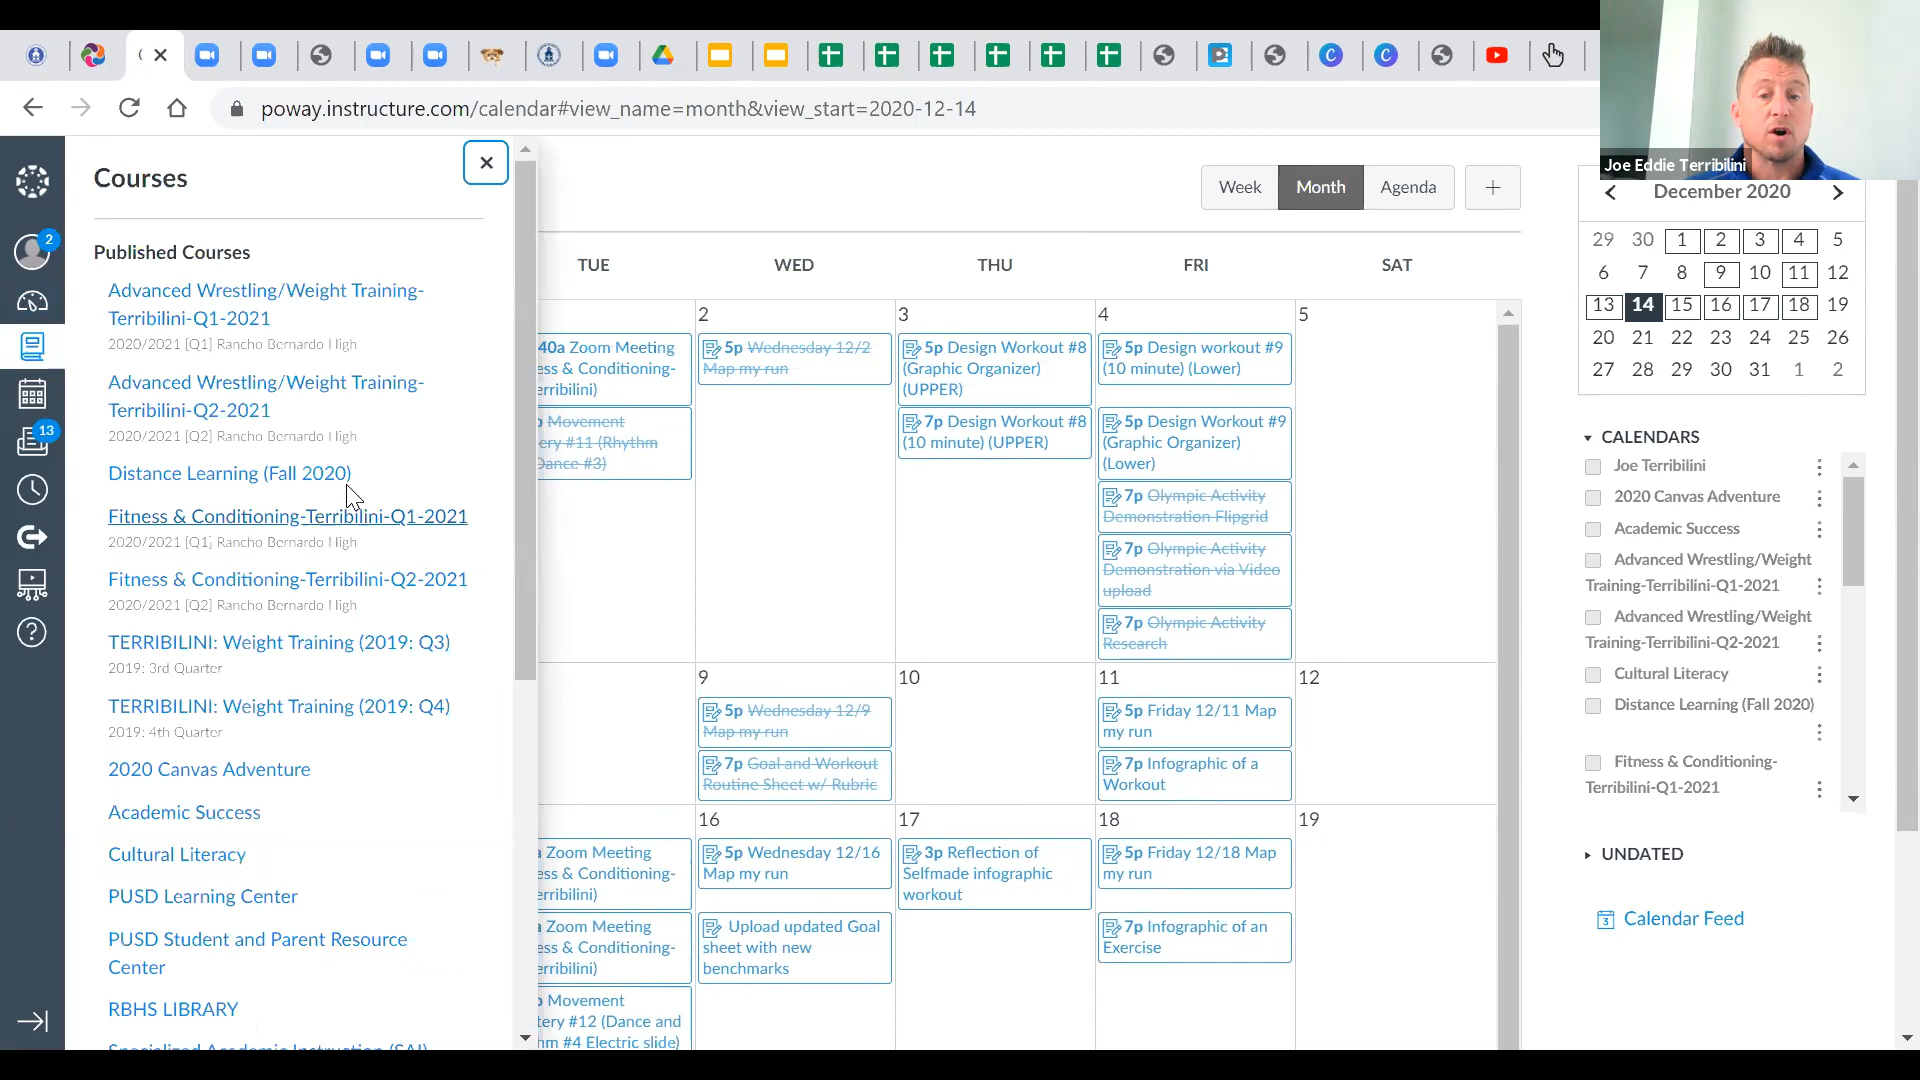 poway.instructure.com/calendar#view_name=month&view_start=2020-12-14
Joe Eddie Terribilini
2
13
Courses
Published Courses
Advanced Wrestling/Weight Training-
Terribilini-Q1-2021
2020/2021 [Q1] Rancho Bernardo High
Advanced Wrestling/Weight Training-
Terribilini-Q2-2021
2020/2021 [Q2] Rancho Bernardo High
Distance Learning (Fall 2020)
Fitness & Conditioning-Terribilini-Q1-2021
2020/2021 [Q1] Rancho Bernardo High
Fitness & Conditioning-Terribilini-Q2-2021
2020/2021 [Q2] Rancho Bernardo High
TERRIBILINI: Weight Training (2019: Q3)
2019: 3rd Quarter
TERRIBILINI: Weight Training (2019: Q4)
2019: 4th Quarter
2020 Canvas Adventure
Academic Success
Cultural Literacy
PUSD Learning Center
PUSD Student and Parent Resource
Center
RBHS LIBRARY
Specialized Academic Instruction (SAI)
Week Month Agenda +
TUE WED THU FRI SAT
2 3 4 5
40a Zoom Meeting
ess & Conditioning-
erribilini)
p Movement
ery #11 (Rhythm
Dance #3)
5p Wednesday 12/2
Map my run
5p Design Workout #8
(Graphic Organizer)
(UPPER)
7p Design Workout #8
(10 minute) (UPPER)
5p Design workout #9
(10 minute) (Lower)
5p Design Workout #9
(Graphic Organizer)
(Lower)
7p Olympic Activity
Demonstration Flipgrid
7p Olympic Activity
Demonstration via Video
upload
7p Olympic Activity
Research
9 10 11 12
5p Wednesday 12/9
Map my run
7p Goal and Workout
Routine Sheet w/ Rubric
5p Friday 12/11 Map
my run
7p Infographic of a
Workout
16 17 18 19
a Zoom Meeting
ess & Conditioning-
erribilini)
a Zoom Meeting
ess & Conditioning-
erribilini)
p Movement
tery #12 (Dance and
hm #4 Electric slide)
5p Wednesday 12/16
Map my run
Upload updated Goal
sheet with new
benchmarks
3p Reflection of
Selfmade infographic
workout
5p Friday 12/18 Map
my run
7p Infographic of an
Exercise
December 2020
29 30 1 2 3 4 5
6 7 8 9 10 11 12
13 14 15 16 17 18 19
20 21 22 23 24 25 26
27 28 29 30 31 1 2
CALENDARS
Joe Terribilini
2020 Canvas Adventure
Academic Success
Advanced Wrestling/Weight
Training-Terribilini-Q1-2021
Advanced Wrestling/Weight
Training-Terribilini-Q2-2021
Cultural Literacy
Distance Learning (Fall 2020)
Fitness & Conditioning-
Terribilini-Q1-2021
UNDATED
Calendar Feed